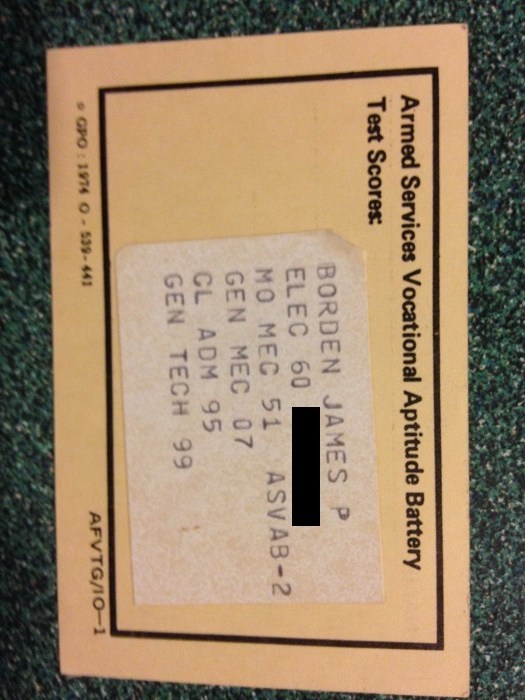 Armed Services Vocational Aptitude Battery
Test Scores:
BORDEN JAMES P
ELEC 60
MO MEC 51 ASVAB-2
GEN MEC 07
CL ADM 95
GEN TECH 99
AFVTG/IO-1
☆ GPO : 1974 O - 539-441